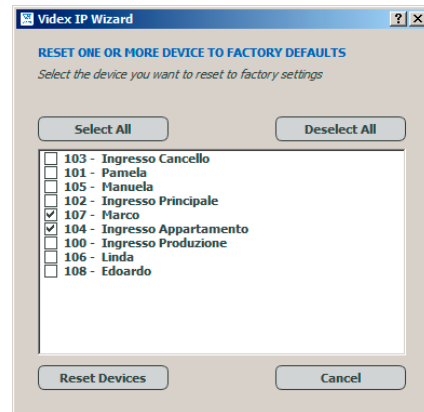 Videx IP Wizard
RESET ONE OR MORE DEVICE TO FACTORY DEFAULTS
Select the device you want to reset to factory settings
Select All
Deselect All
103 - Ingresso Cancello
101 - Pamela
105 - Manuela
102 - Ingresso Principale
107 - Marco
104 - Ingresso Appartamento
100 - Ingresso Produzione
106 - Linda
108 - Edoardo
Reset Devices
Cancel